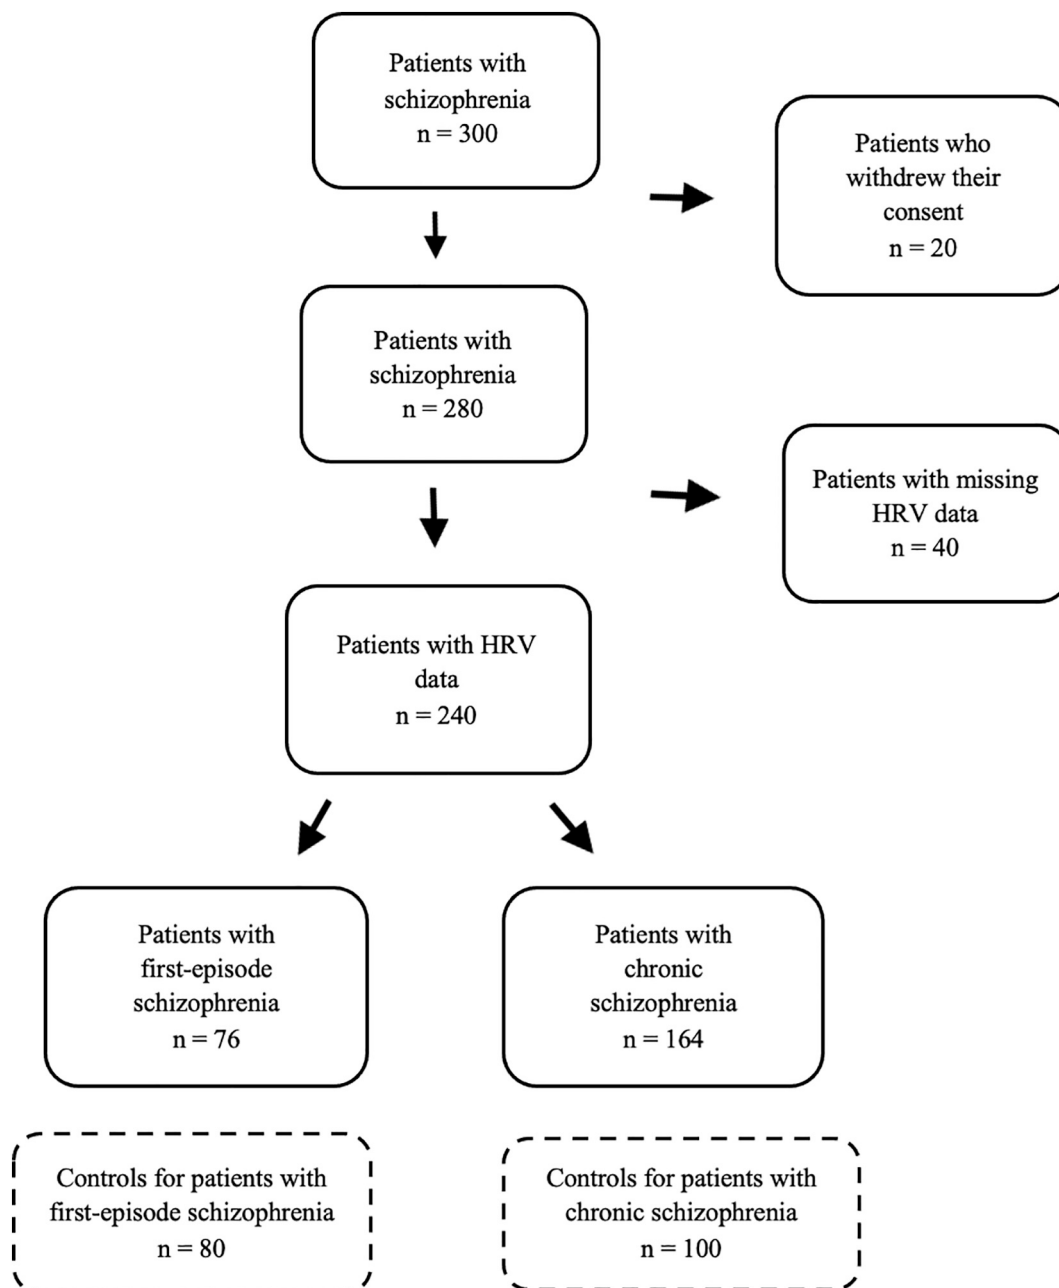 Patients with
schizophrenia
n = 300
Patients who
withdrew their
consent
n = 20
Patients with
schizophrenia
n = 280
Patients with missing
HRV data
n = 40
Patients with HRV
data
n = 240
Patients with
first-episode
schizophrenia
n = 76
Patients with
chronic
schizophrenia
n = 164
Controls for patients with
first-episode schizophrenia
n = 80
Controls for patients with
chronic schizophrenia
n = 100